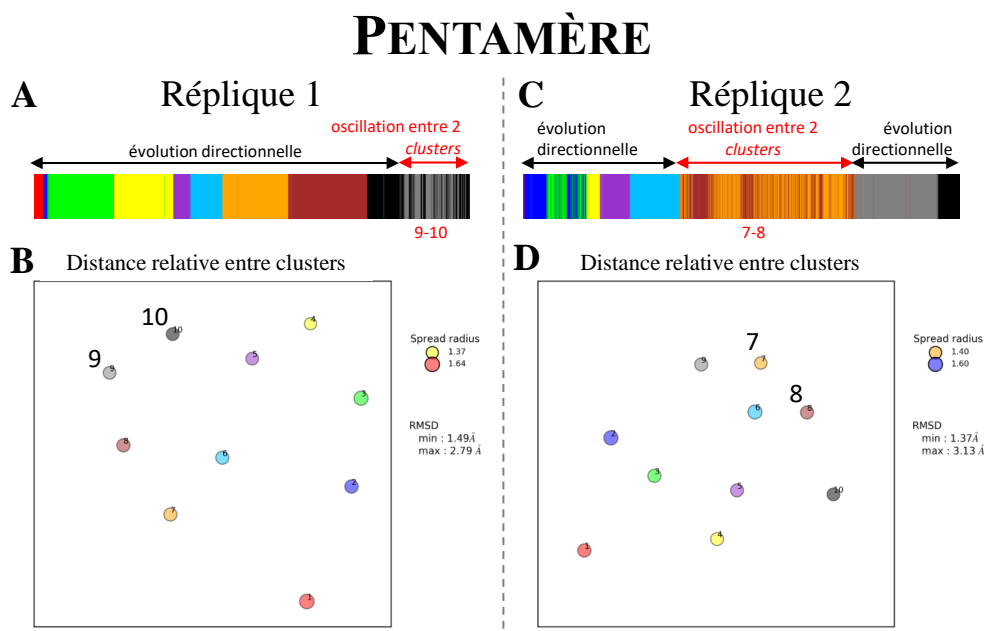 PENTAMÈRE
A
Réplique 1
oscillation entre 2
clusters
évolution directionnelle
9-10
B
Distance relative entre clusters
10
10
4
5
9
9
3
8
6
2
7
1
Spread radius
1.37
1.64
RMSD
min : 1.49Å
max : 2.79 Å
C
Réplique 2
évolution
directionnelle
oscillation entre 2
clusters
évolution
directionnelle
7-8
D
Distance relative entre clusters
7
9
7
8
6
8
2
3
5
10
4
1
Spread radius
1.40
1.60
RMSD
min : 1.37Å
max : 3.13 Å